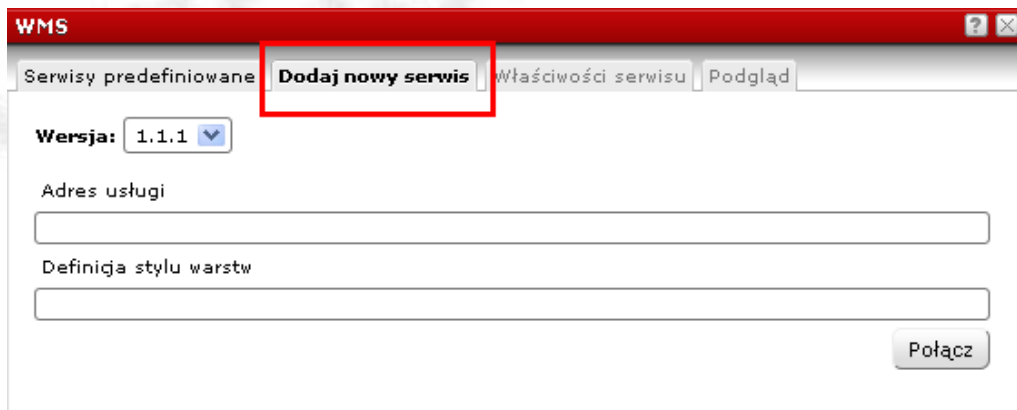 WMS
Serwisy predefiniowane Dodaj nowy serwis Właściwości serwisu Podgląd
Wersja: 1.1.1
Adres usługi
Definicja stylu warstw
Połącz